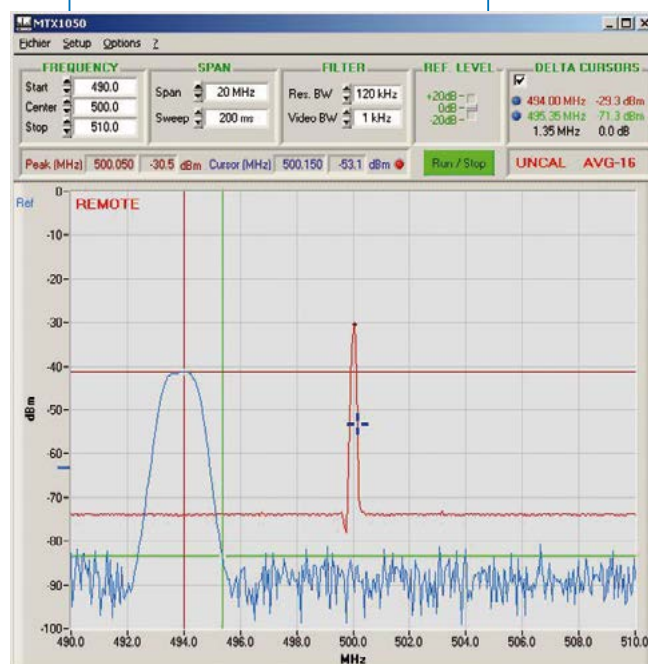 MTX1050
Fichier Setup Options ?
FREQUENCY SPAN FILTER REF. LEVEL DELTA CURSORS
Start 490.0
Center 500.0
Stop 510.0
Span 20 MHz
Sweep 200 ms
Res. BW 120 kHz
Video BW 1 kHz
+20dB
0dB
-20dB
494.00 MHz -29.3 dBm
495.35 MHz -71.3 dBm
1.35 MHz 0.0 dB
Peak (MHz) 500.050 -30.5 dBm Cursor (MHz) 500.150 -53.1 dBm Run / Stop UNCAL AVG-16
Ref 0 REMOTE
-10
-20
-30
-40
dBm
-50
-60
-70
-80
-90
-100
490.0 492.0 494.0 496.0 498.0 500.0 502.0 504.0 506.0 508.0 510.0
MHz